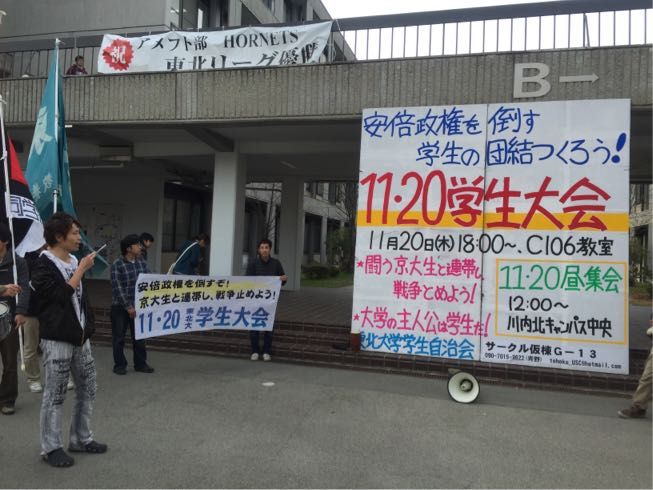 祝
アメフト部 HORNETS
東北リーグ優勝
B→
安倍政権を倒す
学生の団結つくろう!
11・20学生大会
11月20日(木)18:00〜、C106教室
★闘う京大生と連帯し
戦争とめよう!
★大学の主人公は学生だ!
東北大学学生自治会
11・20昼集会
12:00〜
川内北キャンパス中央
サークル仮棟G-13
安倍政権を倒すぞ!
京大生と連帯し、戦争止めよう!
11・20 東北大 学生大会